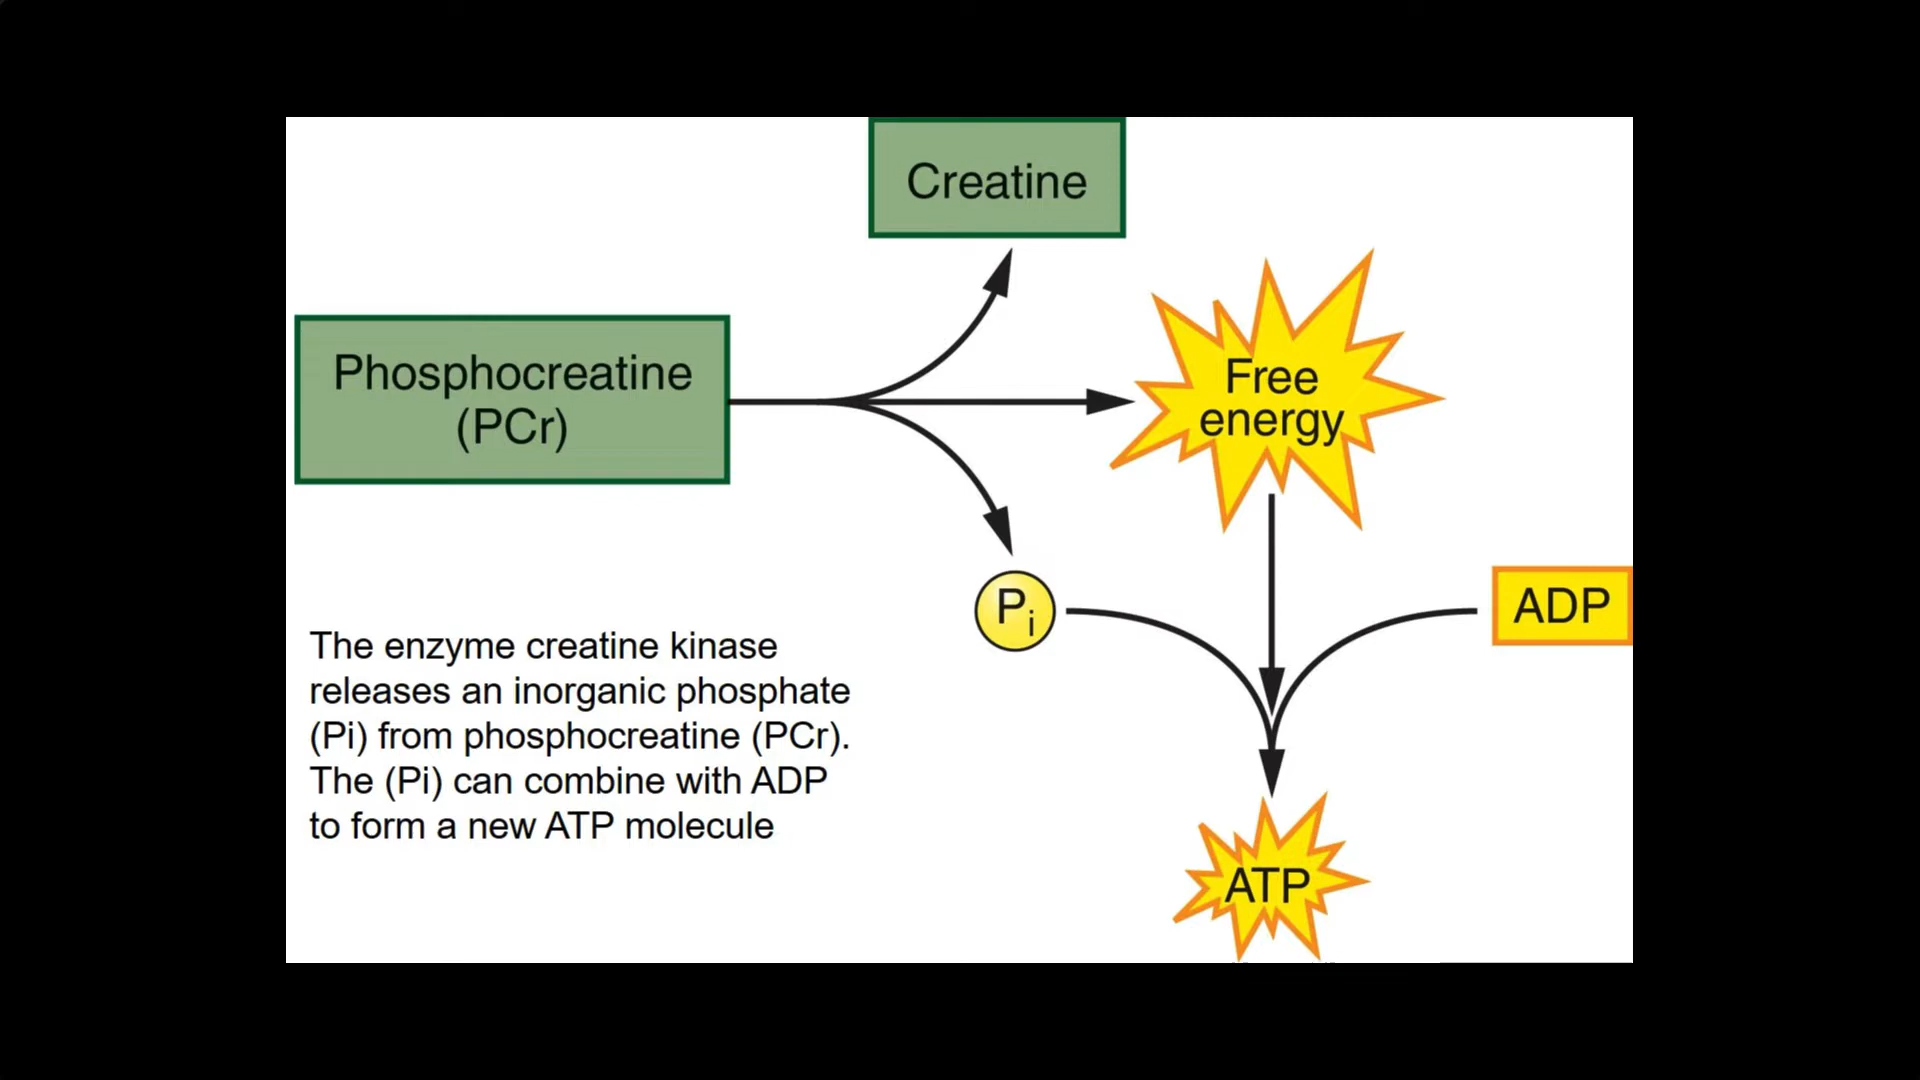 Creatine
Phosphocreatine
(PCr)
Free
energy
Pi
ADP
The enzyme creatine kinase
releases an inorganic phosphate
(Pi) from phosphocreatine (PCr).
The (Pi) can combine with ADP
to form a new ATP molecule
ATP